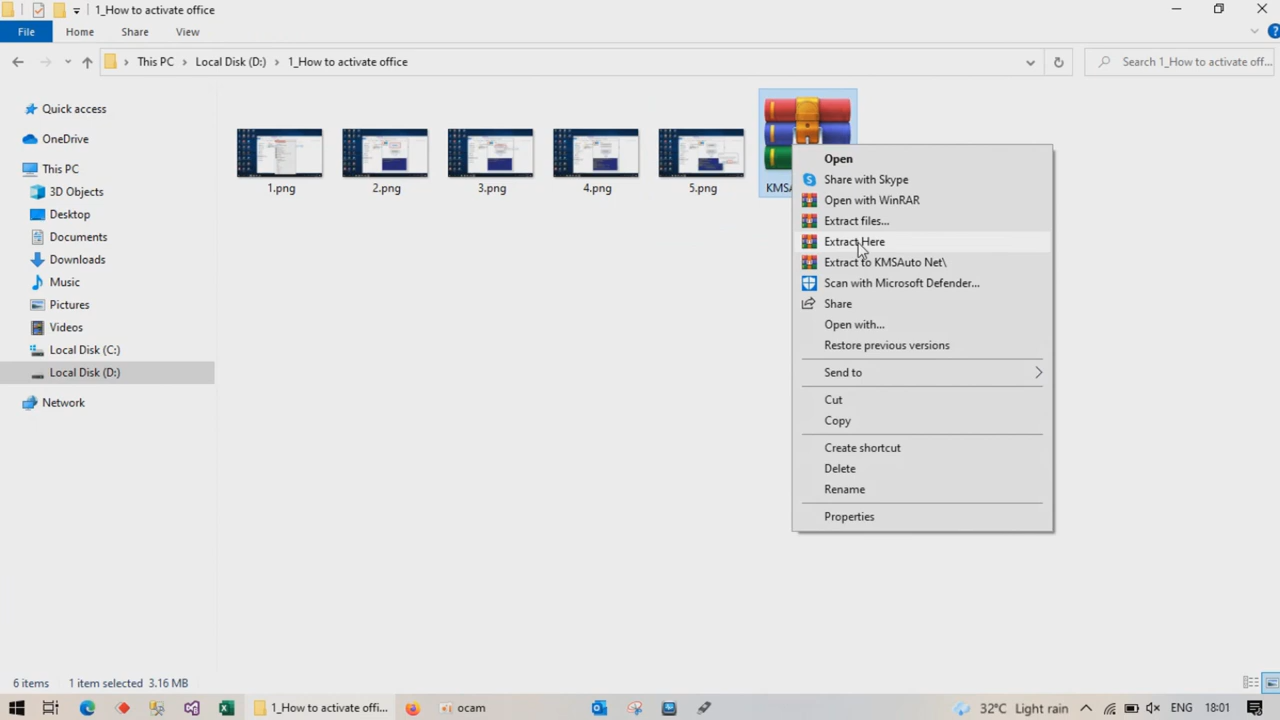 1_How to activate office
File
Home
Share
View
This PC
Local Disk (D:)
1_How to activate office
Search 1_How to activate off...
Quick access
OneDrive
This PC
3D Objects
Desktop
Documents
Downloads
Music
Pictures
Videos
Local Disk (C:)
Local Disk (D:)
Network
1.png
2.png
3.png
4.png
5.png
Open
Share with Skype
Open with WinRAR
Extract files...
Extract Here
Extract to KMSAuto Net\
Scan with Microsoft Defender...
Share
Open with...
Restore previous versions
Send to
Cut
Copy
Create shortcut
Delete
Rename
Properties
6 items
1 item selected 3.16 MB
1_How to activate offi...
ocam
32°C Light rain
ENG
18:01